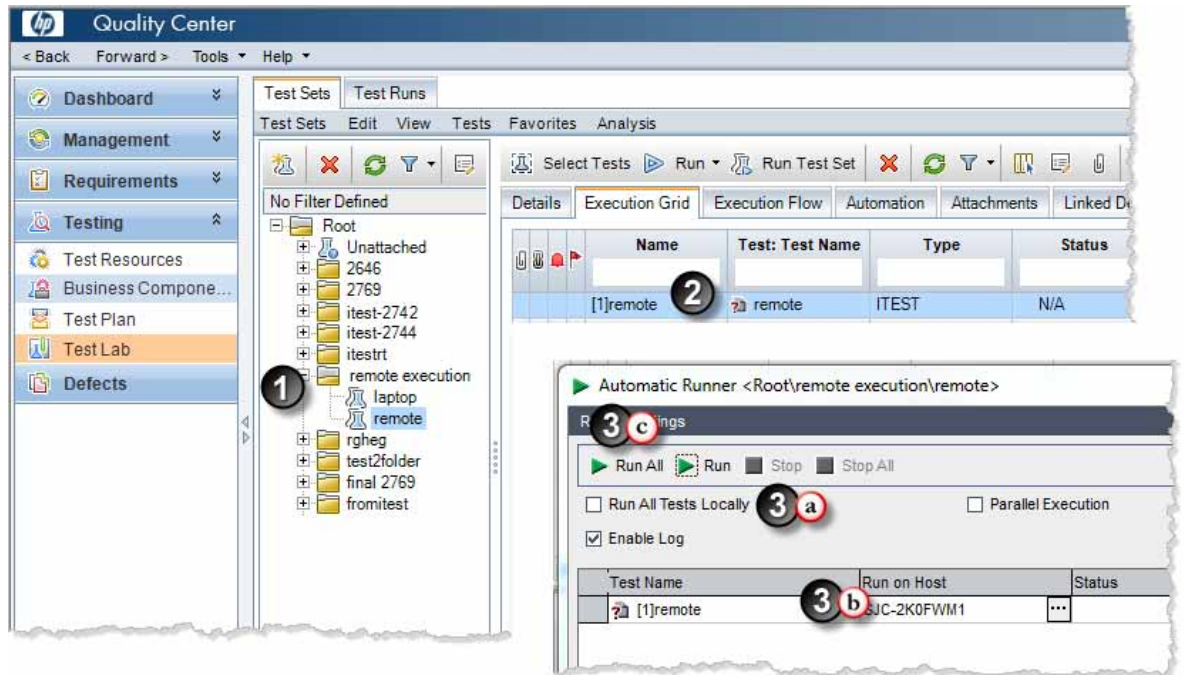 hp Quality Center
< Back Forward > Tools Help
Dashboard
Management
Requirements
Testing
Test Resources
Business Compone...
Test Plan
Test Lab
Defects
Test Sets Test Runs
Test Sets Edit View Tests Favorites Analysis
No Filter Defined
Root
Unattached
2646
2769
itest-2742
itest-2744
itestrt
1 remote execution
laptop
remote
rgheg
test2folder
final 2769
fromitest
Select Tests Run Run Test Set
Details Execution Grid Execution Flow Automation Attachments Linked De
Name Test: Test Name Type Status
[1]remote 2 remote ITEST N/A
Automatic Runner <Root\remote execution\remote>
R 3 c ings
Run All Run Stop Stop All
Run All Tests Locally 3 a Parallel Execution
Enable Log
Test Name Run on Host Status
[1]remote 3 b SJC-2K0FWM1 ...